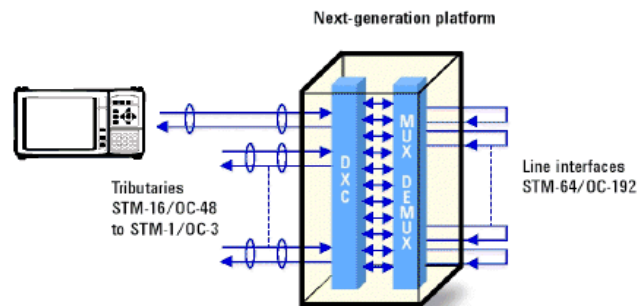 Next-generation platform
DXC
MUX DEMUX
Tributaries
STM-16/OC-48
to STM-1/OC-3
Line interfaces
STM-64/OC-192